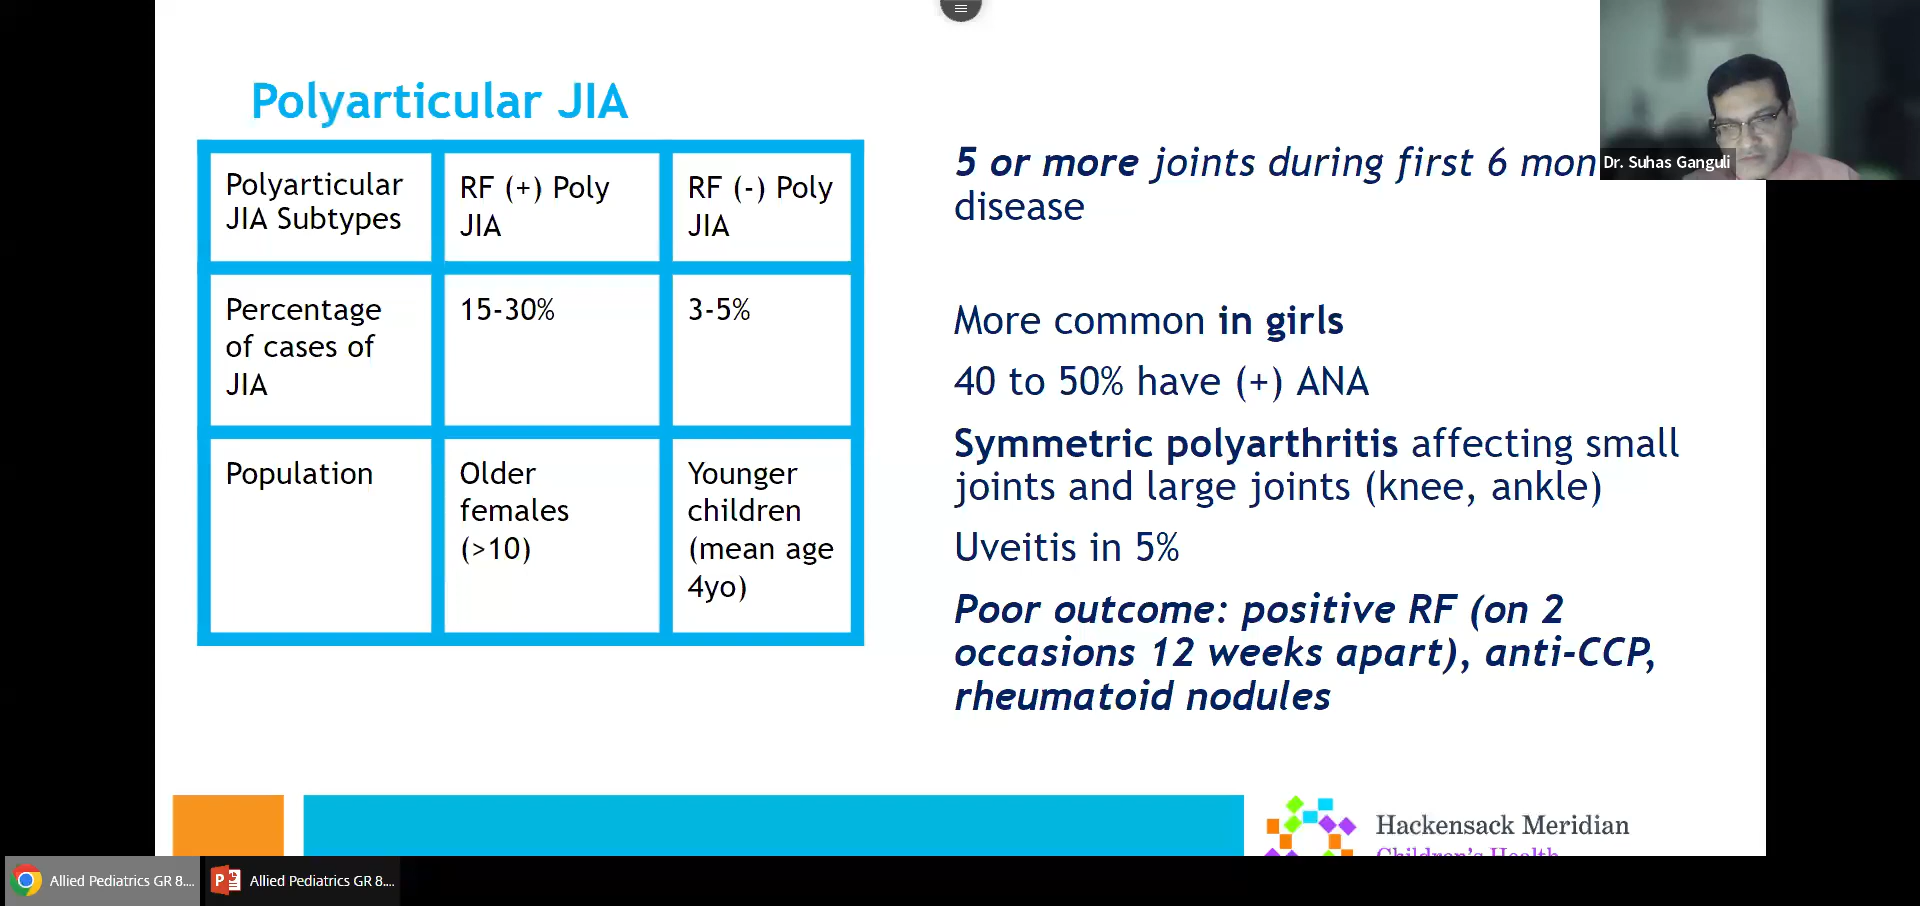 Polyarticular JIA
Polyarticular
JIA Subtypes
RF (+) Poly
JIA
RF (-) Poly
JIA
Percentage
of cases of
JIA
15-30%
3-5%
Population
Older
females
(>10)
Younger
children
(mean age
4yo)
5 or more joints during first 6 mon
disease
More common in girls
40 to 50% have (+) ANA
Symmetric polyarthritis affecting small
joints and large joints (knee, ankle)
Uveitis in 5%
Poor outcome: positive RF (on 2
occasions 12 weeks apart), anti-CCP,
rheumatoid nodules
Dr. Suhas Ganguli
Hackensack Meridian
Children's Health
Allied Pediatrics GR 8....
Allied Pediatrics GR 8....